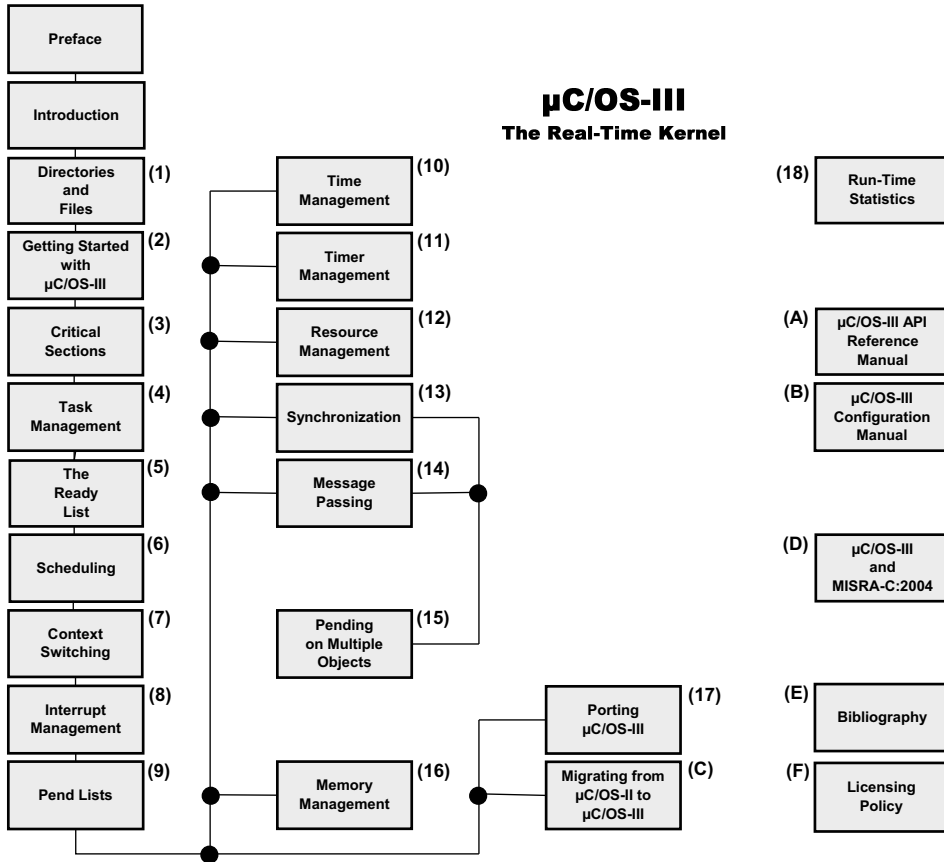 Preface
Introduction
Directories
and
Files
(1)
Getting Started
with
µC/OS-III
(2)
Critical
Sections
(3)
Task
Management
(4)
The
Ready
List
(5)
Scheduling
(6)
Context
Switching
(7)
Interrupt
Management
(8)
Pend Lists
(9)
µC/OS-III
The Real-Time Kernel
Time
Management
(10)
Timer
Management
(11)
Resource
Management
(12)
Synchronization
(13)
Message
Passing
(14)
Pending
on Multiple
Objects
(15)
Memory
Management
(16)
Porting
µC/OS-III
(17)
Migrating from
µC/OS-II to
µC/OS-III
(C)
(18)
Run-Time
Statistics
(A)
µC/OS-III API
Reference
Manual
(B)
µC/OS-III
Configuration
Manual
(D)
µC/OS-III
and
MISRA-C:2004
(E)
Bibliography
(F)
Licensing
Policy